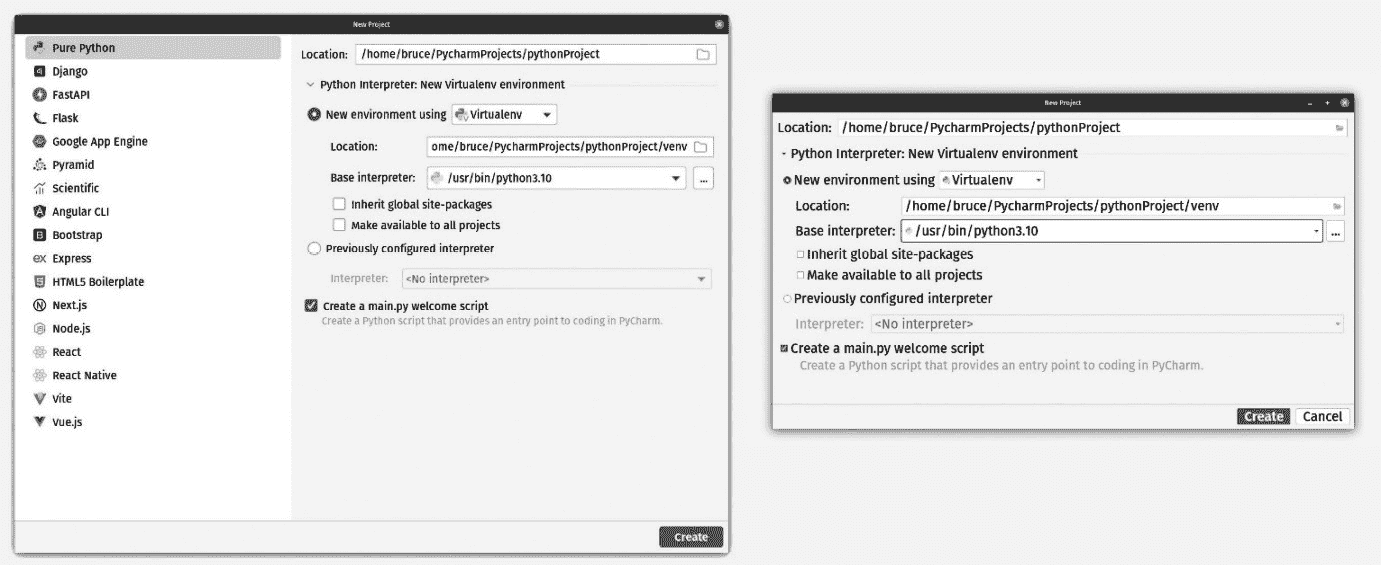 New Project
Pure Python
Django
FastAPI
Flask
Google App Engine
Pyramid
Scientific
Angular CLI
Bootstrap
Express
HTML5 Boilerplate
Next.js
Node.js
React
React Native
Vite
Vue.js
Location: /home/bruce/PycharmProjects/pythonProject
Python Interpreter: New Virtualenv environment
New environment using Virtualenv
Location: ome/bruce/PycharmProjects/pythonProject/venv
Base interpreter: /usr/bin/python3.10 ...
Inherit global site-packages
Make available to all projects
Previously configured interpreter
Interpreter: <No interpreter>
Create a main.py welcome script
Create a Python script that provides an entry point to coding in PyCharm.
Create
New Project
Location: /home/bruce/PycharmProjects/pythonProject
Python Interpreter: New Virtualenv environment
New environment using Virtualenv
Location: /home/bruce/PycharmProjects/pythonProject/venv
Base interpreter: /usr/bin/python3.10 ...
Inherit global site-packages
Make available to all projects
Previously configured interpreter
Interpreter: <No interpreter>
Create a main.py welcome script
Create a Python script that provides an entry point to coding in PyCharm.
Create Cancel